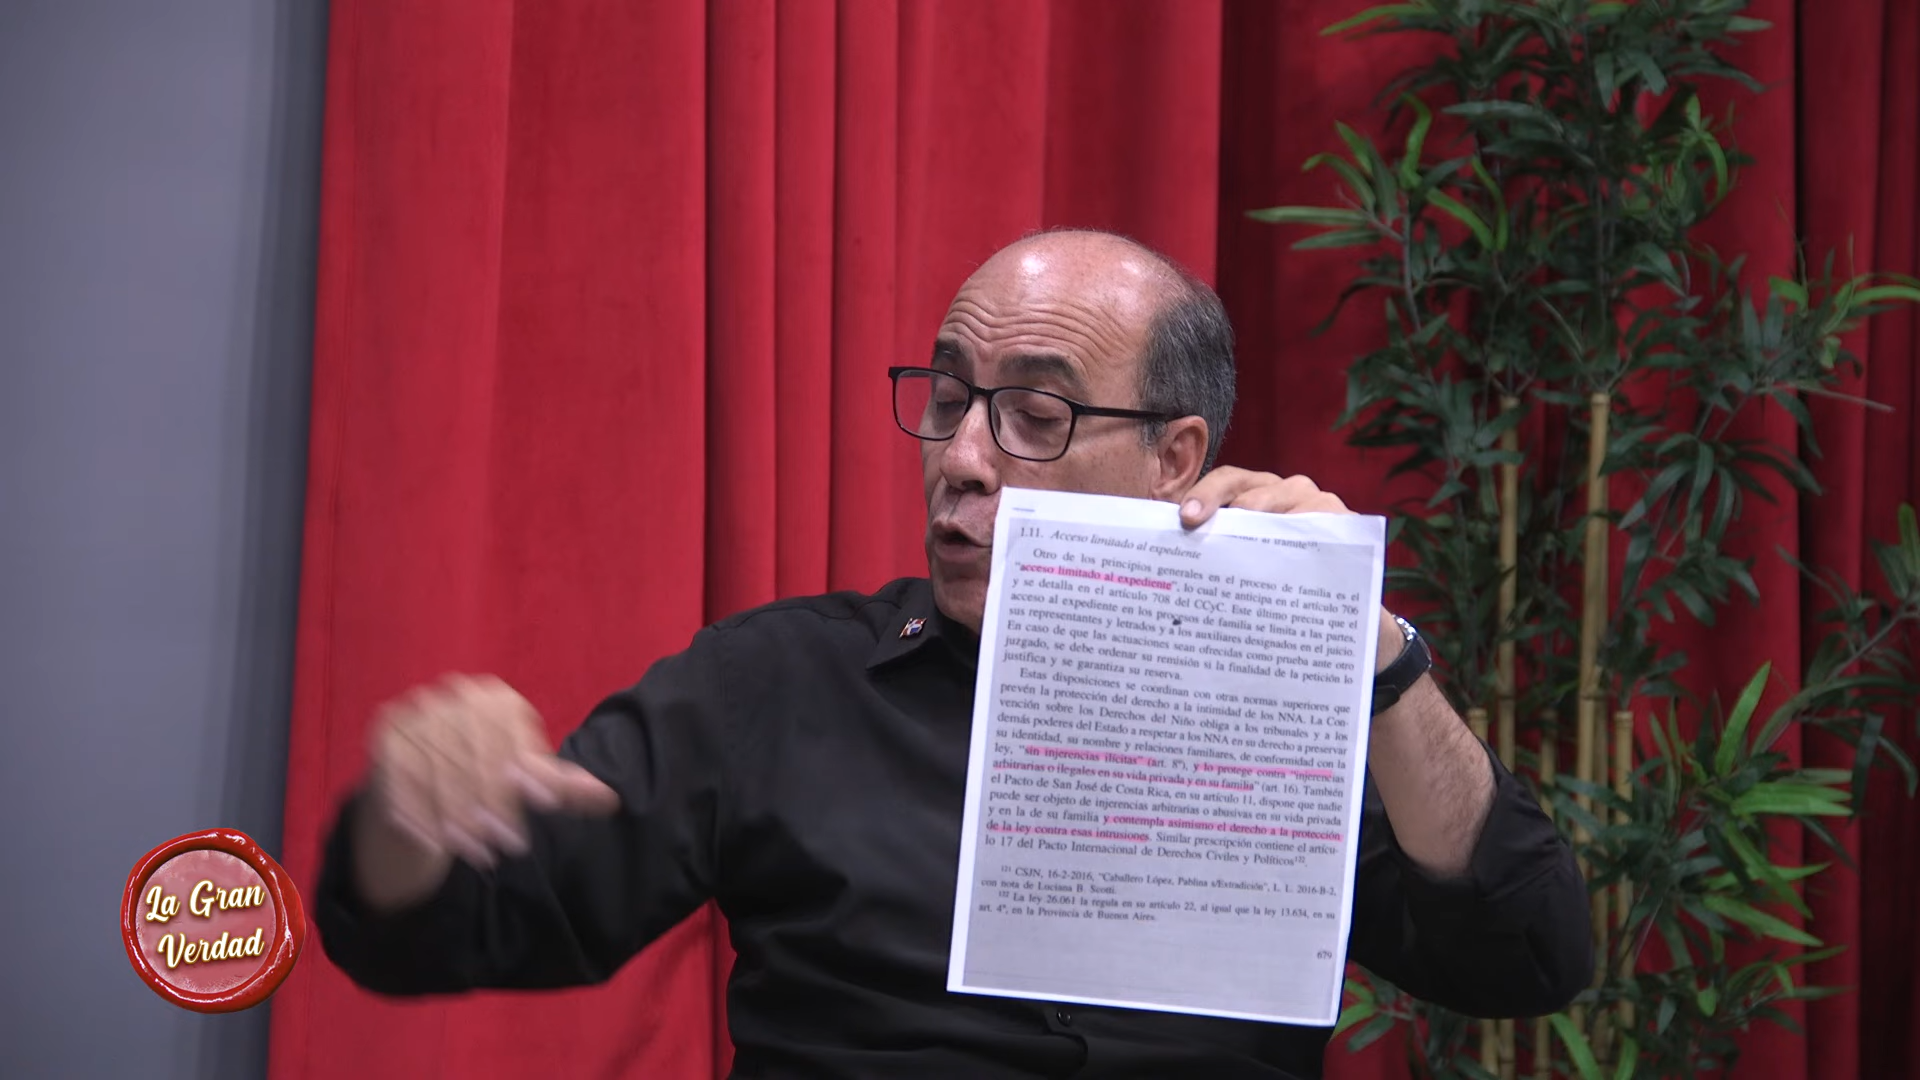 La Gran
Verdad
1.11. Acceso limitado al expediente
Otro de los principios generales en el proceso de familia es el
"acceso limitado al expediente", lo cual se anticipa en el artículo 706
y se detalla en el artículo 708 del CCyC. Este último precisa que el
acceso al expediente en los procesos de familia se limita a las partes,
sus representantes y letrados y a los auxiliares designados en el juicio.
En caso de que las actuaciones sean ofrecidas como prueba ante otro
juzgado, se debe ordenar su remisión si la finalidad de la petición lo
justifica y se garantiza su reserva.
Estas disposiciones se coordinan con otras normas superiores que
prevén la protección del derecho a la intimidad de los NNA. La Con-
vención sobre los Derechos del Niño obliga a los tribunales y a los
demás poderes del Estado a respetar a los NNA en su derecho a preservar
su identidad, su nombre y relaciones familiares, de conformidad con la
ley, "sin injerencias ilícitas" (art. 8º), y lo protege contra "injerencias
arbitrarias o ilegales en su vida privada y en su familia" (art. 16). También
el Pacto de San José de Costa Rica, en su artículo 11, dispone que nadie
puede ser objeto de injerencias arbitrarias o abusivas en su vida privada
y en la de su familia y contempla asimismo el derecho a la protección
de la ley contra esas intrusiones. Similar prescripción contiene el artícu-
lo 17 del Pacto Internacional de Derechos Civiles y Políticos¹³².
¹³¹ CSJN, 16-2-2016, "Caballero López, Pablina s/Extradición", L. L. 2016-B-2,
con nota de Luciana B. Scotti.
¹³² La ley 26.061 la regula en su artículo 22, al igual que la ley 13.634, en su
art. 4º, en la Provincia de Buenos Aires.
679